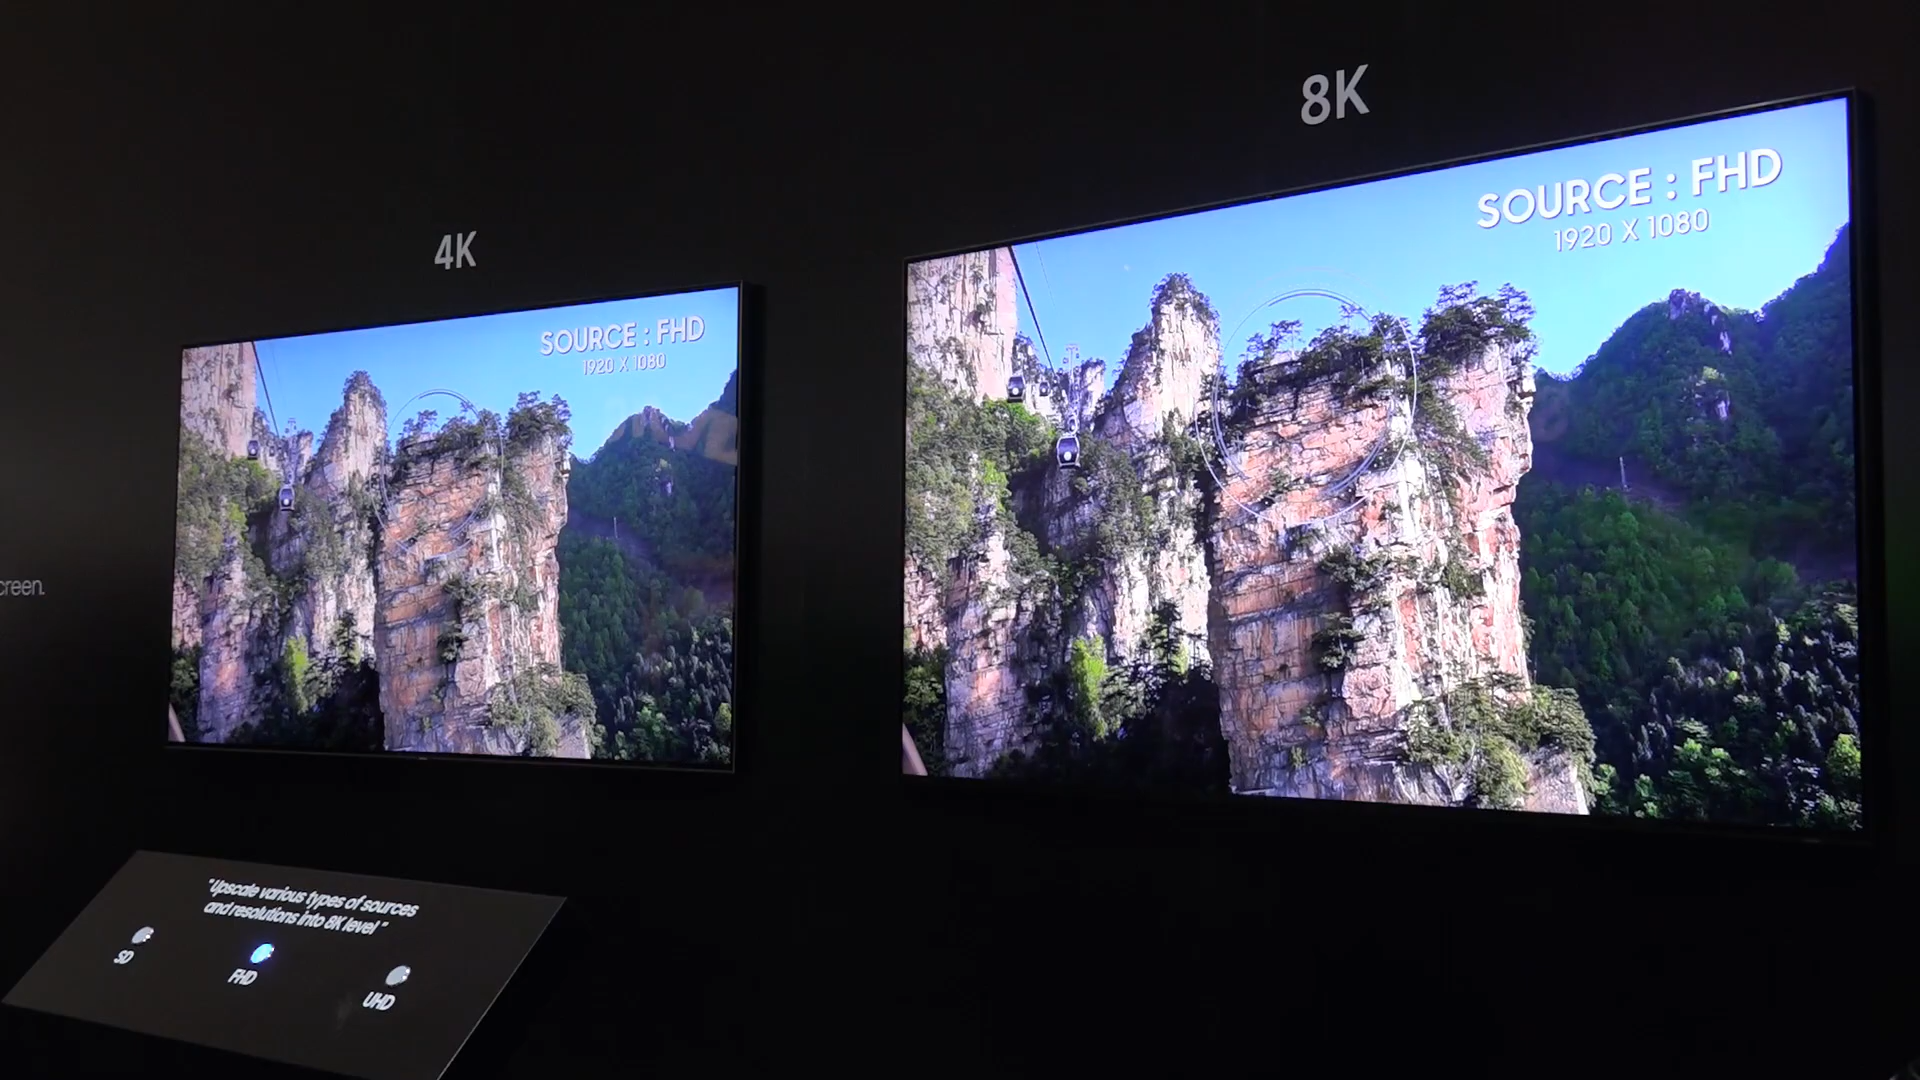 4K
SOURCE : FHD
1920 X 1080
8K
SOURCE : FHD
1920 X 1080
creen.
"Upscale various types of sources
and resolutions into 8K level"
SD
FHD
UHD